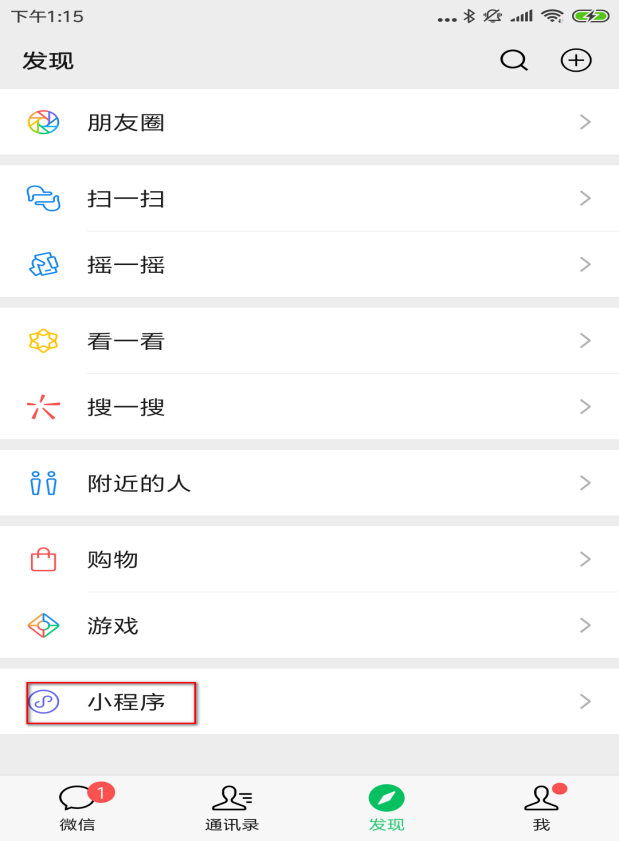 下午1:15
发现
朋友圈
扫一扫
摇一摇
看一看
搜一搜
附近的人
购物
游戏
小程序
1
微信
通讯录
发现
我